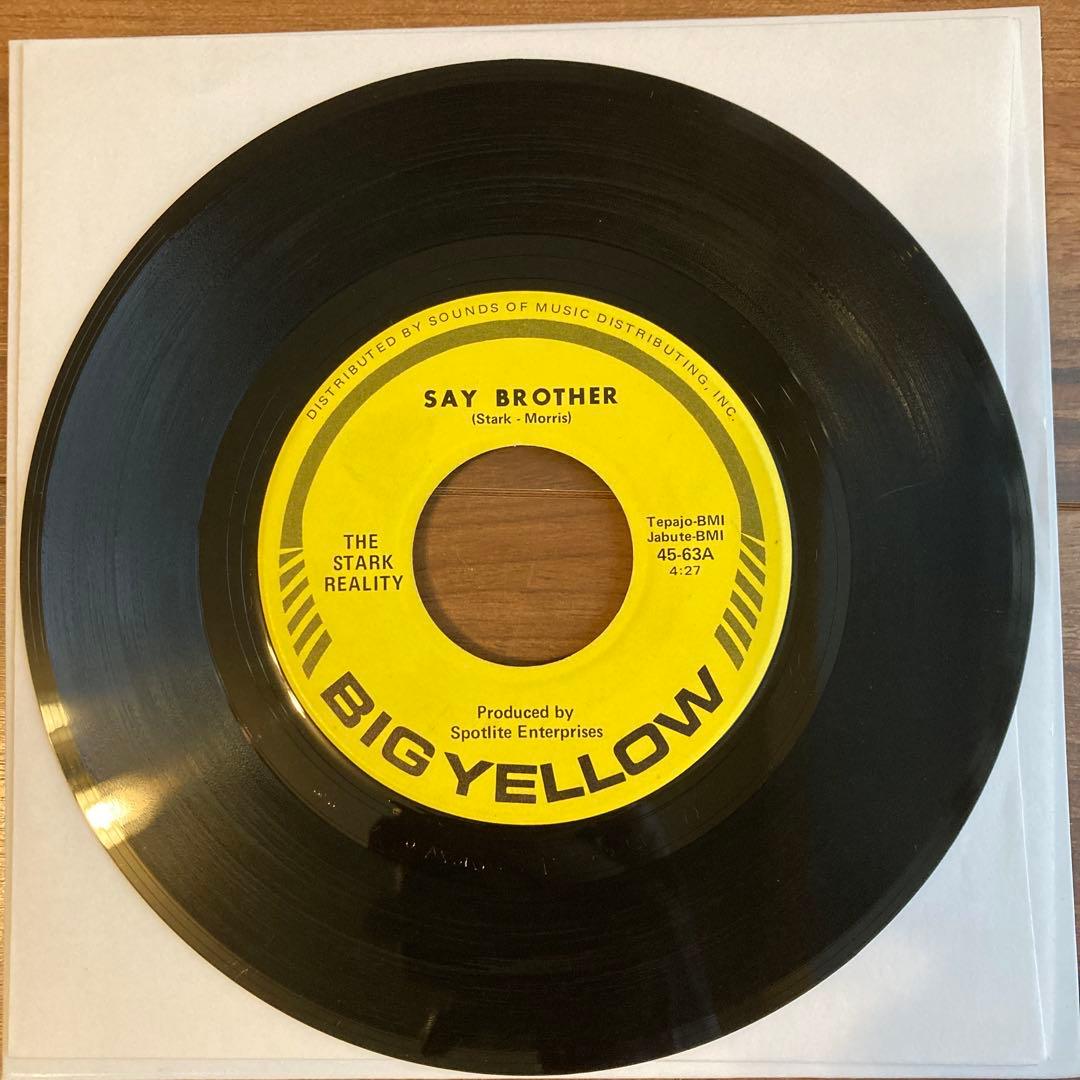 DISTRIBUTED BY SOUNDS OF MUSIC DISTRIBUTING, INC.
SAY BROTHER
(Stark - Morris)
THE
STARK
REALITY
Tepajo-BMI
Jabute-BMI
45-63A
4:27
Produced by
Spotlite Enterprises
BIG YELLOW